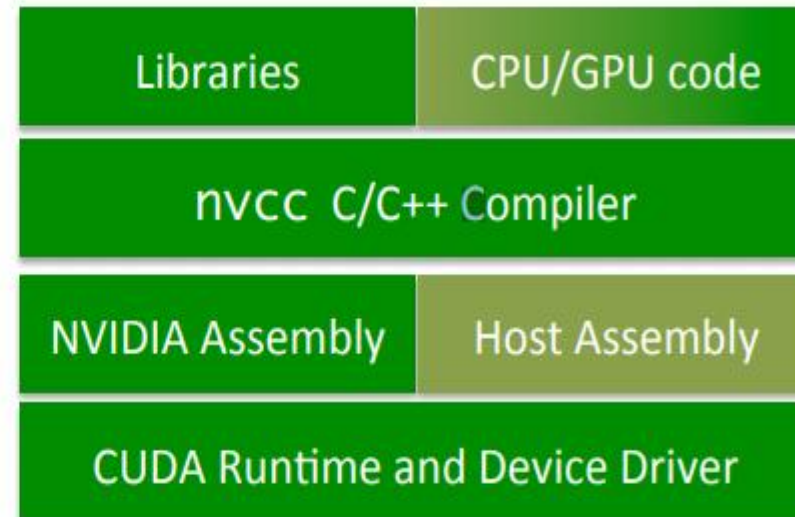 Libraries
CPU/GPU code
nvcc C/C++ Compiler
NVIDIA Assembly
Host Assembly
CUDA Runtime and Device Driver